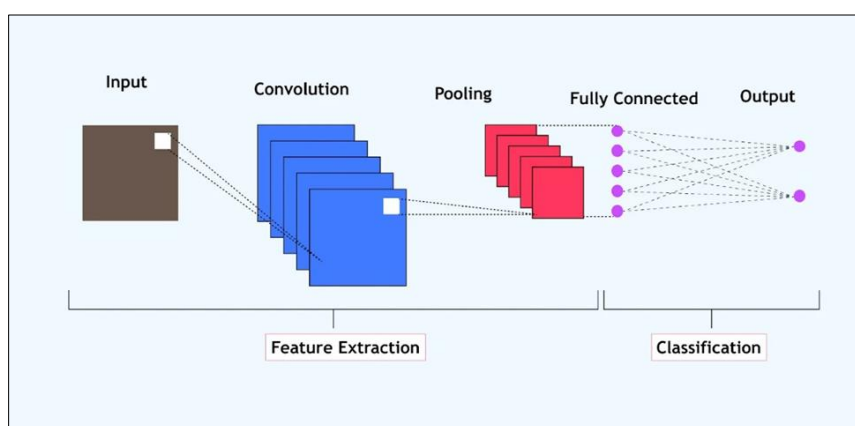 Input
Convolution
Pooling
Fully Connected
Output
Feature Extraction
Classification